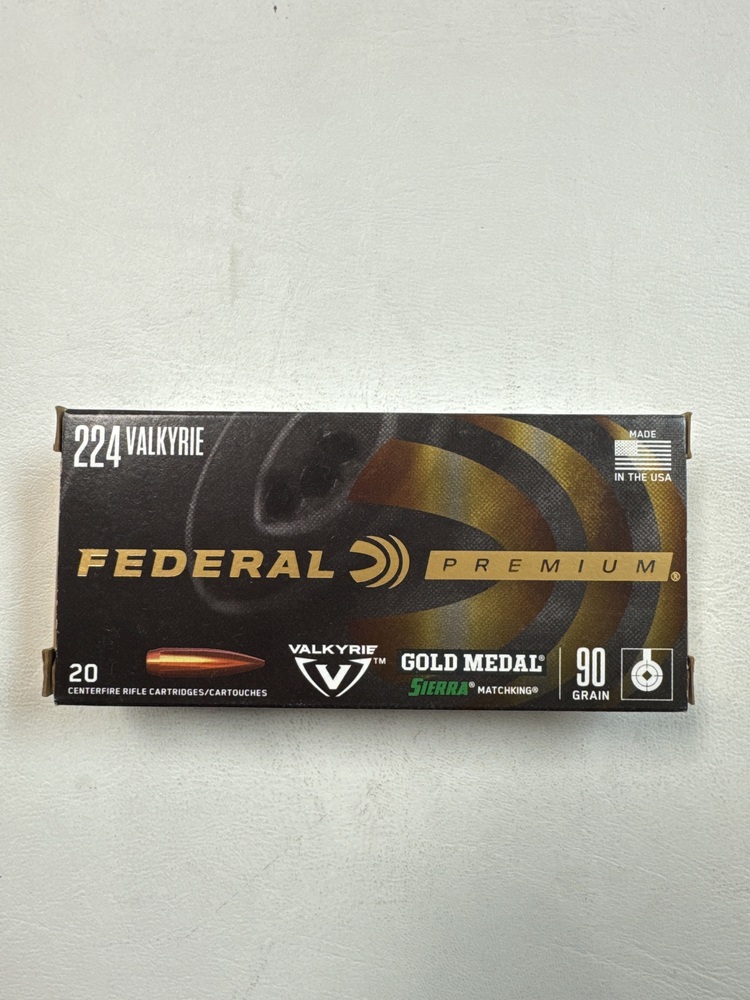 224 VALKYRIE
MADE
IN THE USA
FEDERAL PREMIUM®
20
CENTERFIRE RIFLE CARTRIDGES/CARTOUCHES
VALKYRIE
V™
GOLD MEDAL®
SIERRA® MATCHKING®
90
GRAIN